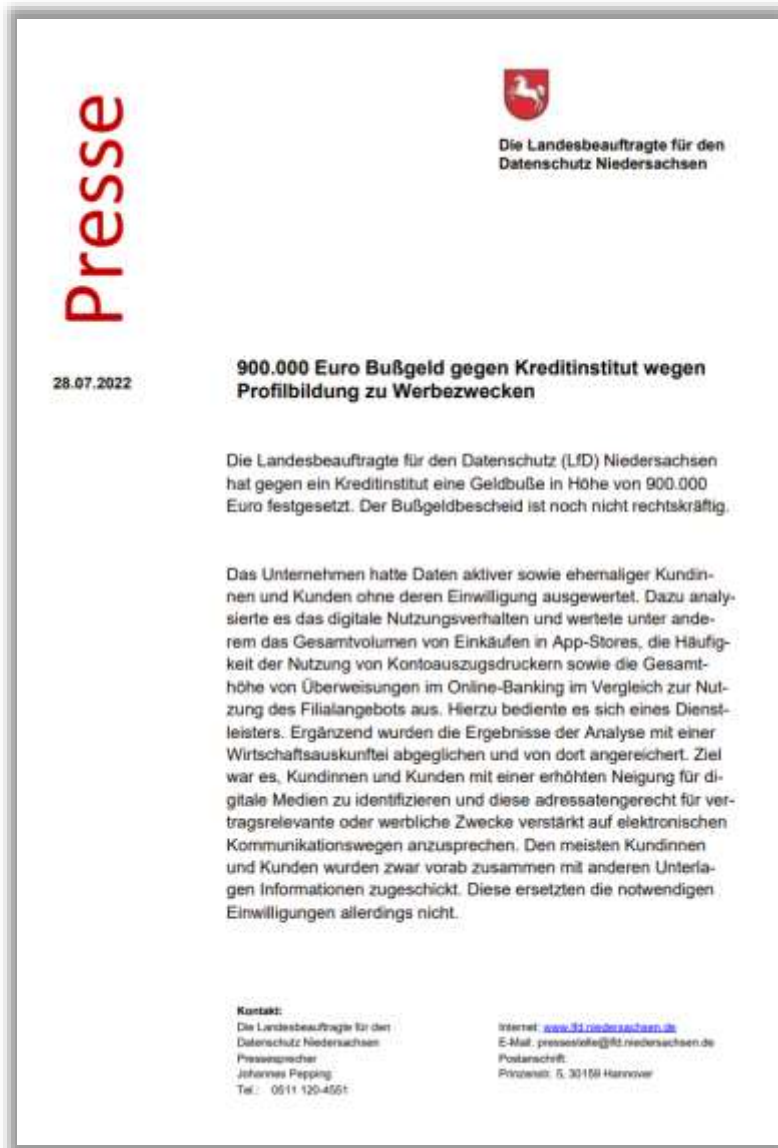 Presse
Die Landesbeauftragte für den
Datenschutz Niedersachsen
28.07.2022
900.000 Euro Bußgeld gegen Kreditinstitut wegen
Profilbildung zu Werbezwecken
Die Landesbeauftragte für den Datenschutz (LfD) Niedersachsen
hat gegen ein Kreditinstitut eine Geldbuße in Höhe von 900.000
Euro festgesetzt. Der Bußgeldbescheid ist noch nicht rechtskräftig.
Das Unternehmen hatte Daten aktiver sowie ehemaliger Kundin-
nen und Kunden ohne deren Einwilligung ausgewertet. Dazu analy-
sierte es das digitale Nutzungsverhalten und wertete unter ande-
rem das Gesamtvolumen von Einkäufen in App-Stores, die Häufig-
keit der Nutzung von Kontoauszugsdruckern sowie die Gesamt-
höhe von Überweisungen im Online-Banking im Vergleich zur Nut-
zung des Filialangebots aus. Hierzu bediente es sich eines Dienst-
leisters. Ergänzend wurden die Ergebnisse der Analyse mit einer
Wirtschaftsauskunftei abgeglichen und von dort angereichert. Ziel
war es, Kundinnen und Kunden mit einer erhöhten Neigung für di-
gitale Medien zu identifizieren und diese adressatengerecht für ver-
tragsrelevante oder werbliche Zwecke verstärkt auf elektronischen
Kommunikationswegen anzusprechen. Den meisten Kundinnen
und Kunden wurden zwar vorab zusammen mit anderen Unterla-
gen Informationen zugeschickt. Diese ersetzten die notwendigen
Einwilligungen allerdings nicht.
Kontakt:
Die Landesbeauftragte für den
Datenschutz Niedersachsen
Pressesprecher
Johannes Pepping
Tel.: 0511 120-4551
Internet: www.lfd.niedersachsen.de
E-Mail: pressestelle@lfd.niedersachsen.de
Postanschrift:
Prinzenstr. 5, 30159 Hannover